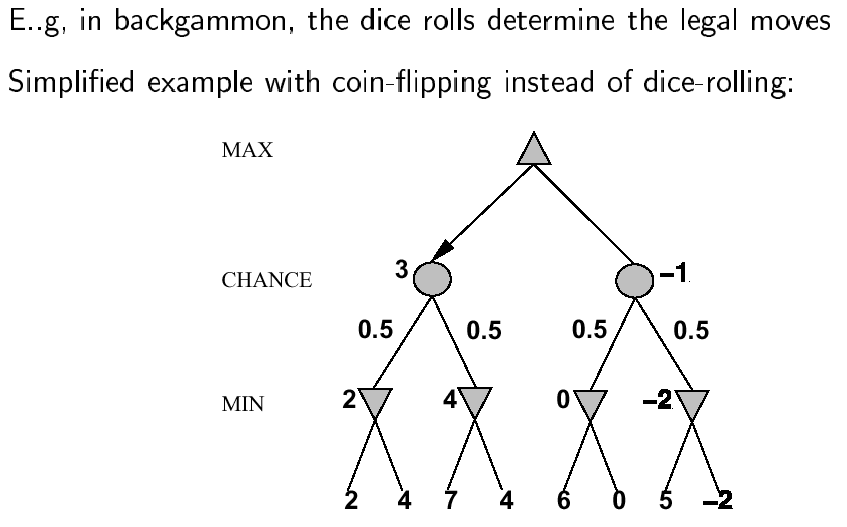 E..g, in backgammon, the dice rolls determine the legal moves
Simplified example with coin-flipping instead of dice-rolling:
MAX
CHANCE 3 –1
0.5 0.5 0.5 0.5
MIN 2 4 0 –2
2 4 7 4 6 0 5 –2